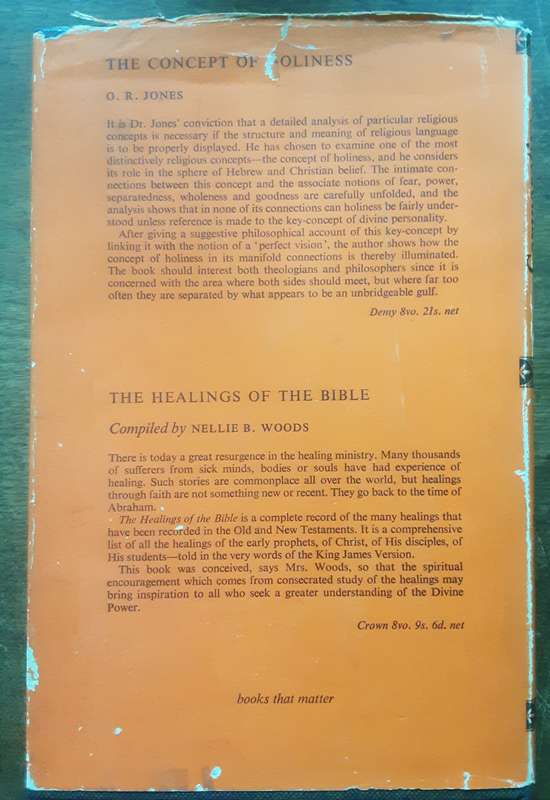 THE CONCEPT OF HOLINESS
O. R. JONES
It is Dr. Jones' conviction that a detailed analysis of particular religious
concepts is necessary if the structure and meaning of religious language
is to be properly displayed. He has chosen to examine one of the most
distinctively religious concepts—the concept of holiness, and he considers
its role in the sphere of Hebrew and Christian belief. The intimate con-
nections between this concept and the associate notions of fear, power,
separatedness, wholeness and goodness are carefully unfolded, and the
analysis shows that in none of its connections can holiness be fairly under-
stood unless reference is made to the key-concept of divine personality.
After giving a suggestive philosophical account of this key-concept by
linking it with the notion of a 'perfect vision', the author shows how the
concept of holiness in its manifold connections is thereby illuminated.
The book should interest both theologians and philosophers since it is
concerned with the area where both sides should meet, but where far too
often they are separated by what appears to be an unbridgeable gulf.
Demy 8vo. 21s. net
THE HEALINGS OF THE BIBLE
Compiled by NELLIE B. WOODS
There is today a great resurgence in the healing ministry. Many thousands
of sufferers from sick minds, bodies or souls have had experience of
healing. Such stories are commonplace all over the world, but healings
through faith are not something new or recent. They go back to the time of
Abraham.
The Healings of the Bible is a complete record of the many healings that
have been recorded in the Old and New Testaments. It is a comprehensive
list of all the healings of the early prophets, of Christ, of His disciples, of
His students—told in the very words of the King James Version.
This book was conceived, says Mrs. Woods, so that the spiritual
encouragement which comes from consecrated study of the healings may
bring inspiration to all who seek a greater understanding of the Divine
Power.
Crown 8vo. 9s. 6d. net
books that matter